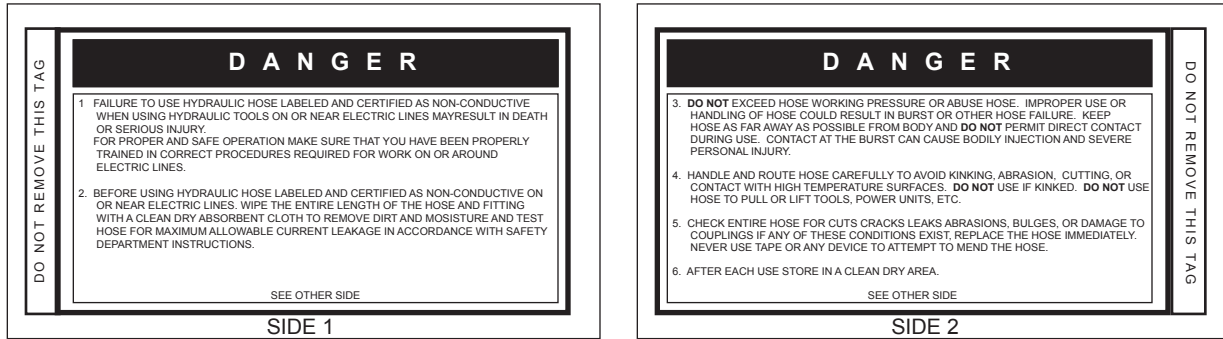 DO NOT REMOVE THIS TAG
D A N G E R
1 FAILURE TO USE HYDRAULIC HOSE LABELED AND CERTIFIED AS NON-CONDUCTIVE
WHEN USING HYDRAULIC TOOLS ON OR NEAR ELECTRIC LINES MAYRESULT IN DEATH
OR SERIOUS INJURY.
FOR PROPER AND SAFE OPERATION MAKE SURE THAT YOU HAVE BEEN PROPERLY
TRAINED IN CORRECT PROCEDURES REQUIRED FOR WORK ON OR AROUND
ELECTRIC LINES.
2. BEFORE USING HYDRAULIC HOSE LABELED AND CERTIFIED AS NON-CONDUCTIVE ON
OR NEAR ELECTRIC LINES. WIPE THE ENTIRE LENGTH OF THE HOSE AND FITTING
WITH A CLEAN DRY ABSORBENT CLOTH TO REMOVE DIRT AND MOSISTURE AND TEST
HOSE FOR MAXIMUM ALLOWABLE CURRENT LEAKAGE IN ACCORDANCE WITH SAFETY
DEPARTMENT INSTRUCTIONS.
SEE OTHER SIDE
SIDE 1
D A N G E R
3. DO NOT EXCEED HOSE WORKING PRESSURE OR ABUSE HOSE. IMPROPER USE OR
HANDLING OF HOSE COULD RESULT IN BURST OR OTHER HOSE FAILURE. KEEP
HOSE AS FAR AWAY AS POSSIBLE FROM BODY AND DO NOT PERMIT DIRECT CONTACT
DURING USE. CONTACT AT THE BURST CAN CAUSE BODILY INJECTION AND SEVERE
PERSONAL INJURY.
4. HANDLE AND ROUTE HOSE CAREFULLY TO AVOID KINKING, ABRASION, CUTTING, OR
CONTACT WITH HIGH TEMPERATURE SURFACES. DO NOT USE IF KINKED. DO NOT USE
HOSE TO PULL OR LIFT TOOLS, POWER UNITS, ETC.
5. CHECK ENTIRE HOSE FOR CUTS CRACKS LEAKS ABRASIONS, BULGES, OR DAMAGE TO
COUPLINGS IF ANY OF THESE CONDITIONS EXIST, REPLACE THE HOSE IMMEDIATELY.
NEVER USE TAPE OR ANY DEVICE TO ATTEMPT TO MEND THE HOSE.
6. AFTER EACH USE STORE IN A CLEAN DRY AREA.
SEE OTHER SIDE
DO NOT REMOVE THIS TAG
SIDE 2